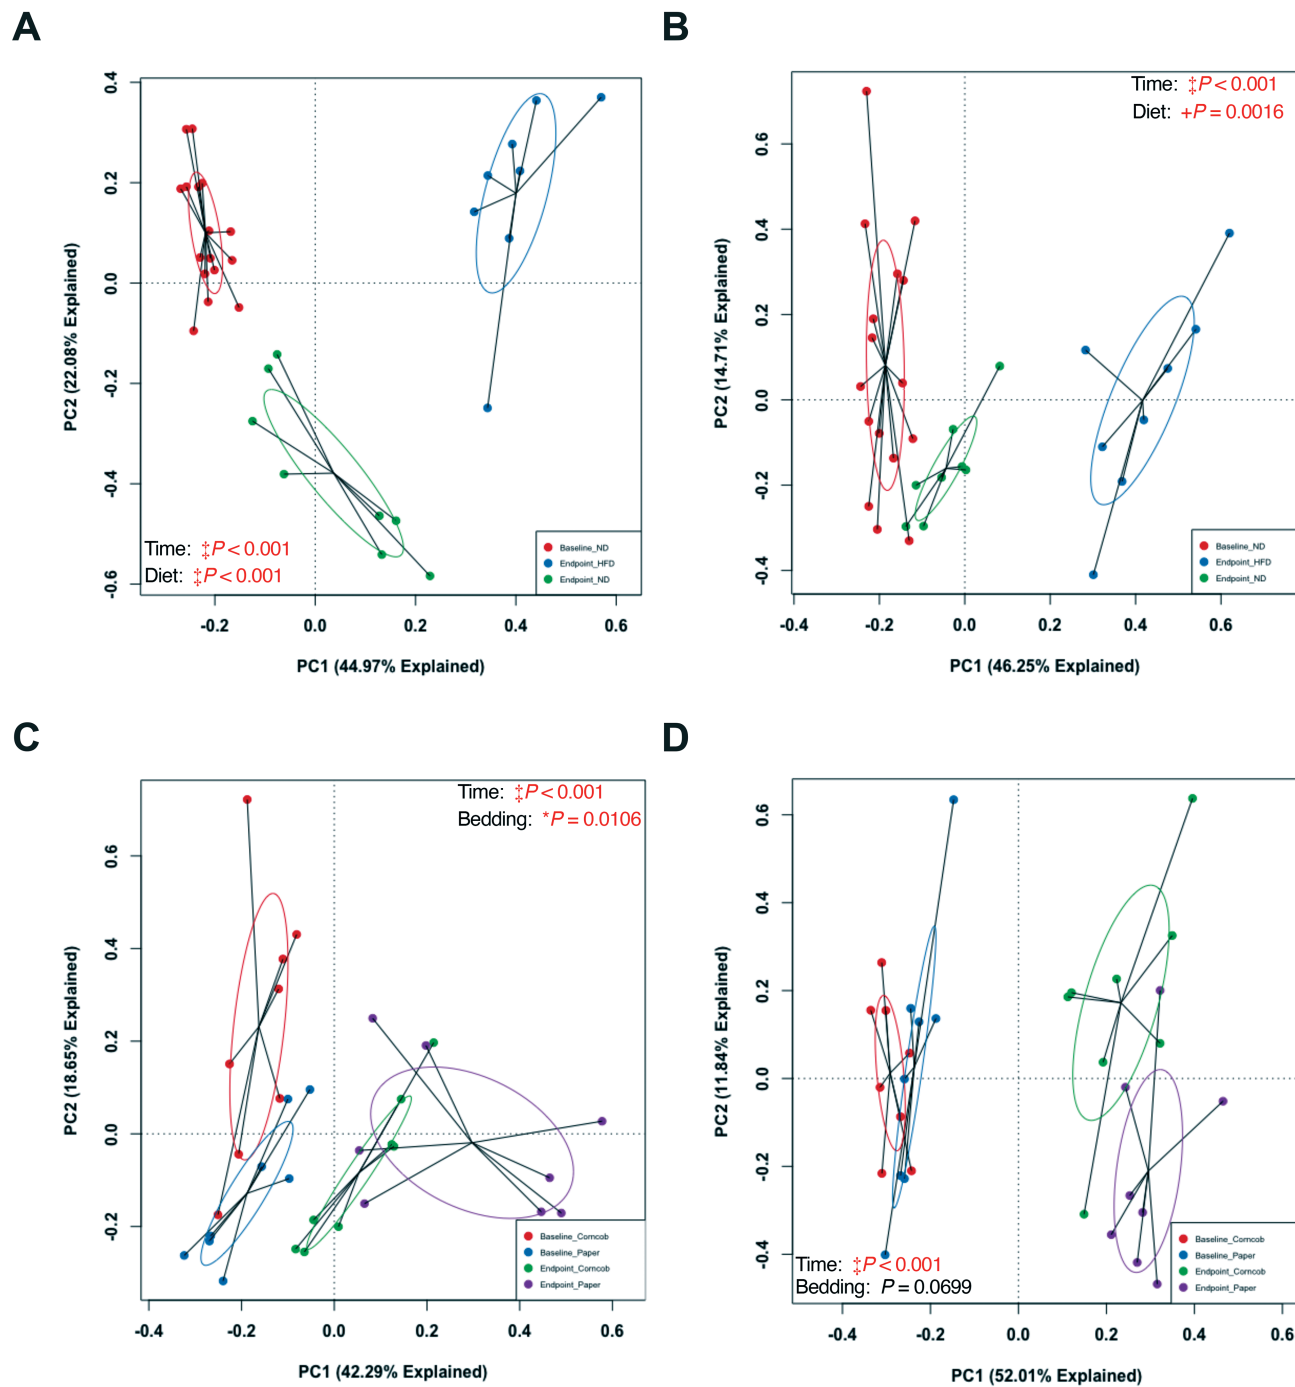 A
0.4
0.2
0.0
-0.2
-0.4
-0.6
PC2 (22.08% Explained)
Time: ‡P < 0.001
Diet: ‡P < 0.001
Baseline_ND
Endpoint_HFD
Endpoint_ND
-0.2 0.0 0.2 0.4 0.6
PC1 (44.97% Explained)
B
Time: ‡P < 0.001
Diet: +P = 0.0016
0.6
0.4
0.2
0.0
-0.2
-0.4
PC2 (14.71% Explained)
Baseline_ND
Endpoint_HFD
Endpoint_ND
-0.4 -0.2 0.0 0.2 0.4 0.6
PC1 (46.25% Explained)
C
Time: ‡P < 0.001
Bedding: *P = 0.0106
0.6
0.4
0.2
0.0
-0.2
PC2 (18.65% Explained)
Baseline_Corncob
Baseline_Paper
Endpoint_Corncob
Endpoint_Paper
-0.4 -0.2 0.0 0.2 0.4 0.6
PC1 (42.29% Explained)
D
0.6
0.4
0.2
0.0
-0.2
-0.4
PC2 (11.84% Explained)
Time: ‡P < 0.001
Bedding: P = 0.0699
Baseline_Corncob
Baseline_Paper
Endpoint_Corncob
Endpoint_Paper
-0.4 -0.2 0.0 0.2 0.4 0.6
PC1 (52.01% Explained)